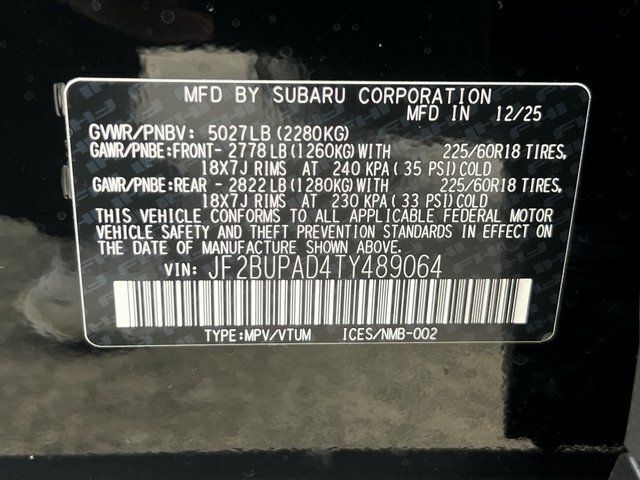 MFD BY SUBARU CORPORATION
MFD IN 12/25
GVWR/PNBV: 5027LB (2280KG)
GAWR/PNBE:FRONT- 2778 LB (1260KG) WITH 225/60R18 TIRES,
18X7J RIMS AT 240 KPA ( 35 PSI) COLD
GAWR/PNBE:REAR - 2822 LB (1280KG) WITH 225/60R18 TIRES,
18X7J RIMS AT 230 KPA ( 33 PSI) COLD
THIS VEHICLE CONFORMS TO ALL APPLICABLE FEDERAL MOTOR
VEHICLE SAFETY AND THEFT PREVENTION STANDARDS IN EFFECT ON
THE DATE OF MANUFACTURE SHOWN ABOVE.
VIN: JF2BUPAD4TY489064
TYPE:MPV/VTUM ICES/NMB-002